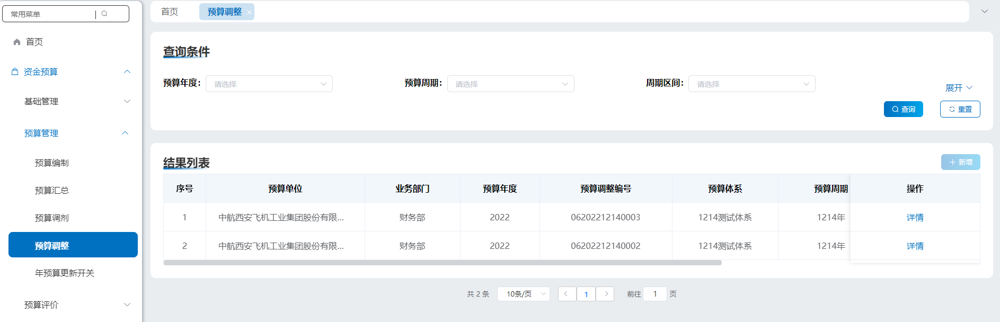 常用菜单
首页
资金预算
基础管理
预算管理
预算编制
预算汇总
预算调剂
预算调整
年预算更新开关
预算评价
首页 预算调整
查询条件
预算年度： 请选择 预算周期： 请选择 周期区间： 请选择
展开
查询 重置
结果列表
新增
序号 预算单位 业务部门 预算年度 预算调整编号 预算体系 预算周期 操作
1 中航西安飞机工业集团股份有限... 财务部 2022 06202212140003 1214测试体系 1214年 详情
2 中航西安飞机工业集团股份有限... 财务部 2022 06202212140002 1214测试体系 1214年 详情
共 2 条 10条/页 1 前往 1 页